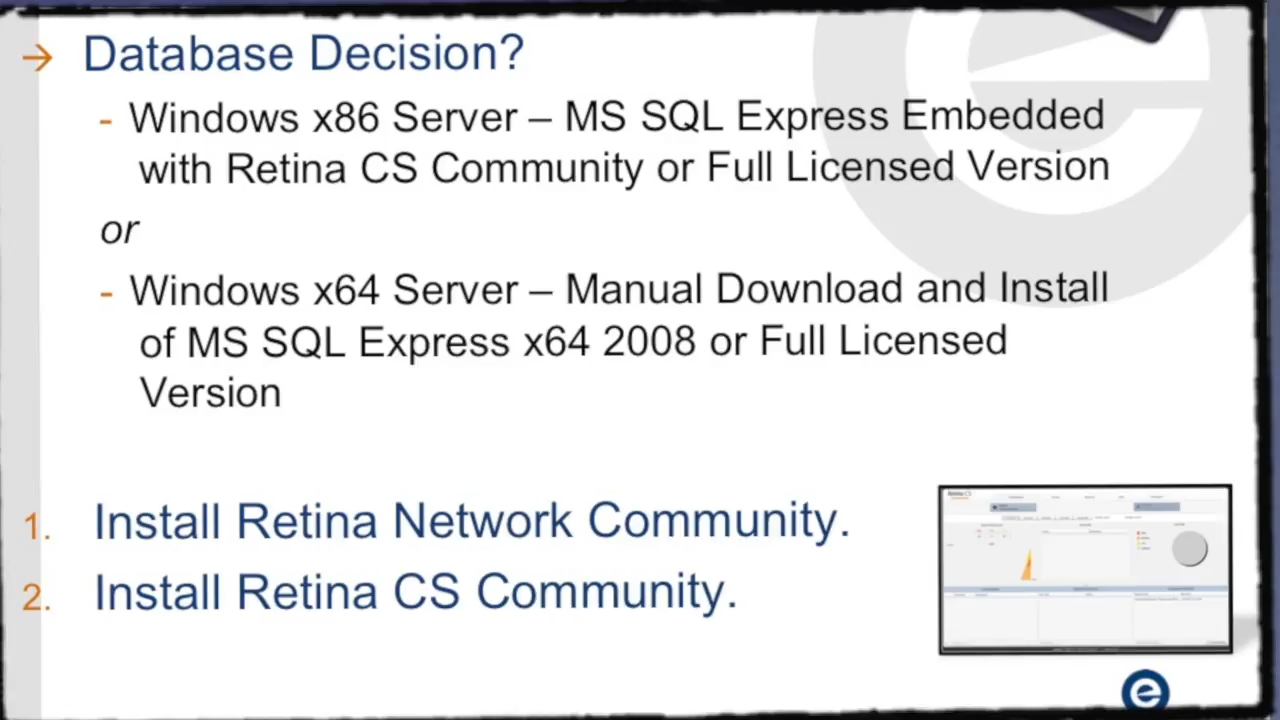 → Database Decision?
- Windows x86 Server – MS SQL Express Embedded
with Retina CS Community or Full Licensed Version
or
- Windows x64 Server – Manual Download and Install
of MS SQL Express x64 2008 or Full Licensed
Version
1. Install Retina Network Community.
2. Install Retina CS Community.
Retina CS